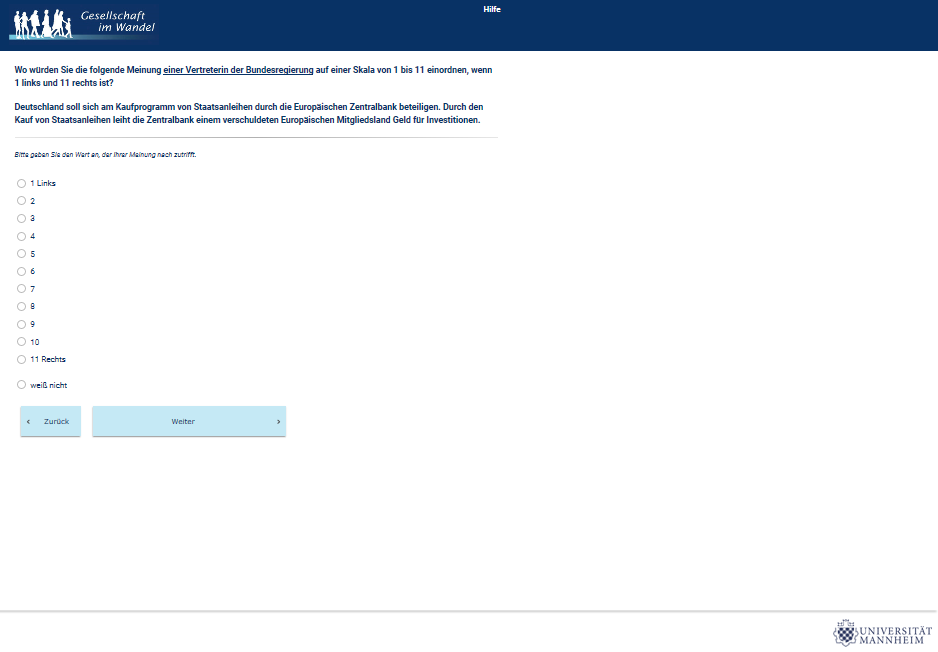 Gesellschaft
im Wandel
Hilfe
Wo würden Sie die folgende Meinung einer Vertreterin der Bundesregierung auf einer Skala von 1 bis 11 einordnen, wenn
1 links und 11 rechts ist?
Deutschland soll sich am Kaufprogramm von Staatsanleihen durch die Europäischen Zentralbank beteiligen. Durch den
Kauf von Staatsanleihen leiht die Zentralbank einem verschuldeten Europäischen Mitgliedsland Geld für Investitionen.
Bitte geben Sie den Wert an, der Ihrer Meinung nach zutrifft.
1 Links
2
3
4
5
6
7
8
9
10
11 Rechts
weiß nicht
‹ Zurück
Weiter ›
UNIVERSITÄT
MANNHEIM